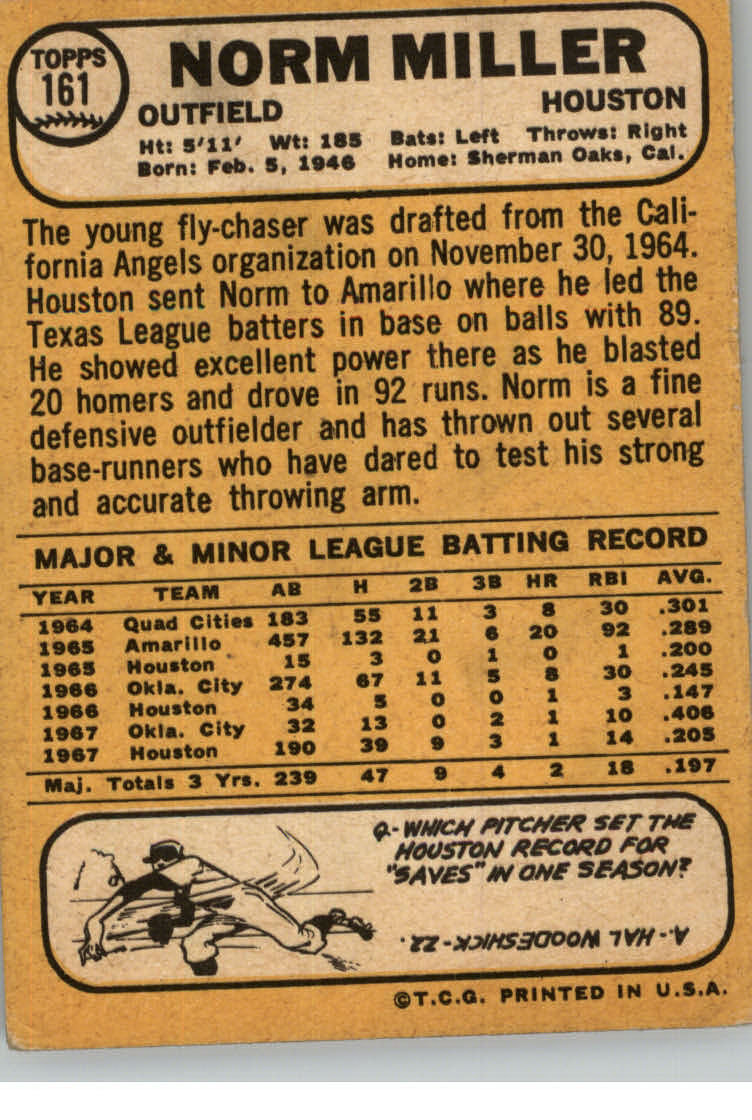 TOPPS
161
NORM MILLER
OUTFIELD HOUSTON
Ht: 5'11' Wt: 185 Bats: Left Throws: Right
Born: Feb. 5, 1946 Home: Sherman Oaks, Cal.
The young fly-chaser was drafted from the Cali-
fornia Angels organization on November 30, 1964.
Houston sent Norm to Amarillo where he led the
Texas League batters in base on balls with 89.
He showed excellent power there as he blasted
20 homers and drove in 92 runs. Norm is a fine
defensive outfielder and has thrown out several
base-runners who have dared to test his strong
and accurate throwing arm.
MAJOR & MINOR LEAGUE BATTING RECORD
YEAR TEAM AB H 2B 3B HR RBI AVG.
1964 Quad Cities 183 55 11 3 8 30 .301
1965 Amarillo 457 132 21 6 20 92 .289
1965 Houston 15 3 0 1 0 1 .200
1966 Okla. City 274 67 11 5 8 30 .245
1966 Houston 34 5 0 0 1 3 .147
1967 Okla. City 32 13 0 2 1 10 .406
1967 Houston 190 39 9 3 1 14 .205
Maj. Totals 3 Yrs. 239 47 9 4 2 18 .197
Q-WHICH PITCHER SET THE
HOUSTON RECORD FOR
"SAVES" IN ONE SEASON?
A-HAL WOODESHICK-22.
©T.C.G. PRINTED IN U.S.A.